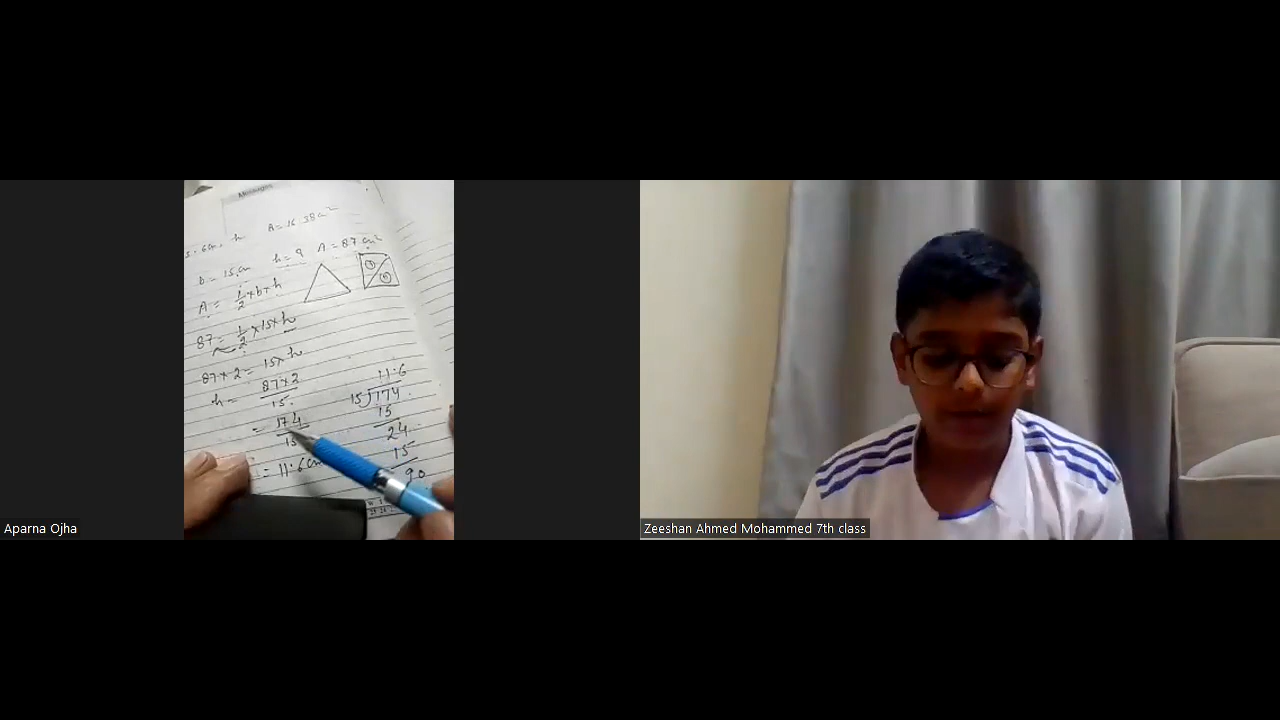 Messages
h A = 16.38 cm²
b = 15 cm h = ? A = 87 cm²
A = 1/2 × b × h
87 = 1/2 × 15 × h
87 × 2 = 15 × h
h = 87×2/15
= 174/15
= 11.6 cm
11.6
15)174
15
24
15
90
Aparna Ojha
Zeeshan Ahmed Mohammed 7th class